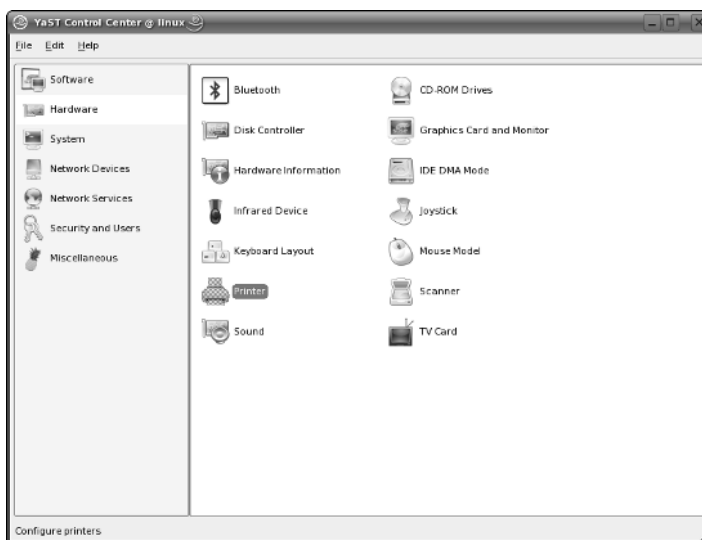 YaST Control Center @ linux
File Edit Help
Software
Hardware
System
Network Devices
Network Services
Security and Users
Miscellaneous
Bluetooth
CD-ROM Drives
Disk Controller
Graphics Card and Monitor
Hardware Information
IDE DMA Mode
Infrared Device
Joystick
Keyboard Layout
Mouse Model
Printer
Scanner
Sound
TV Card
Configure printers